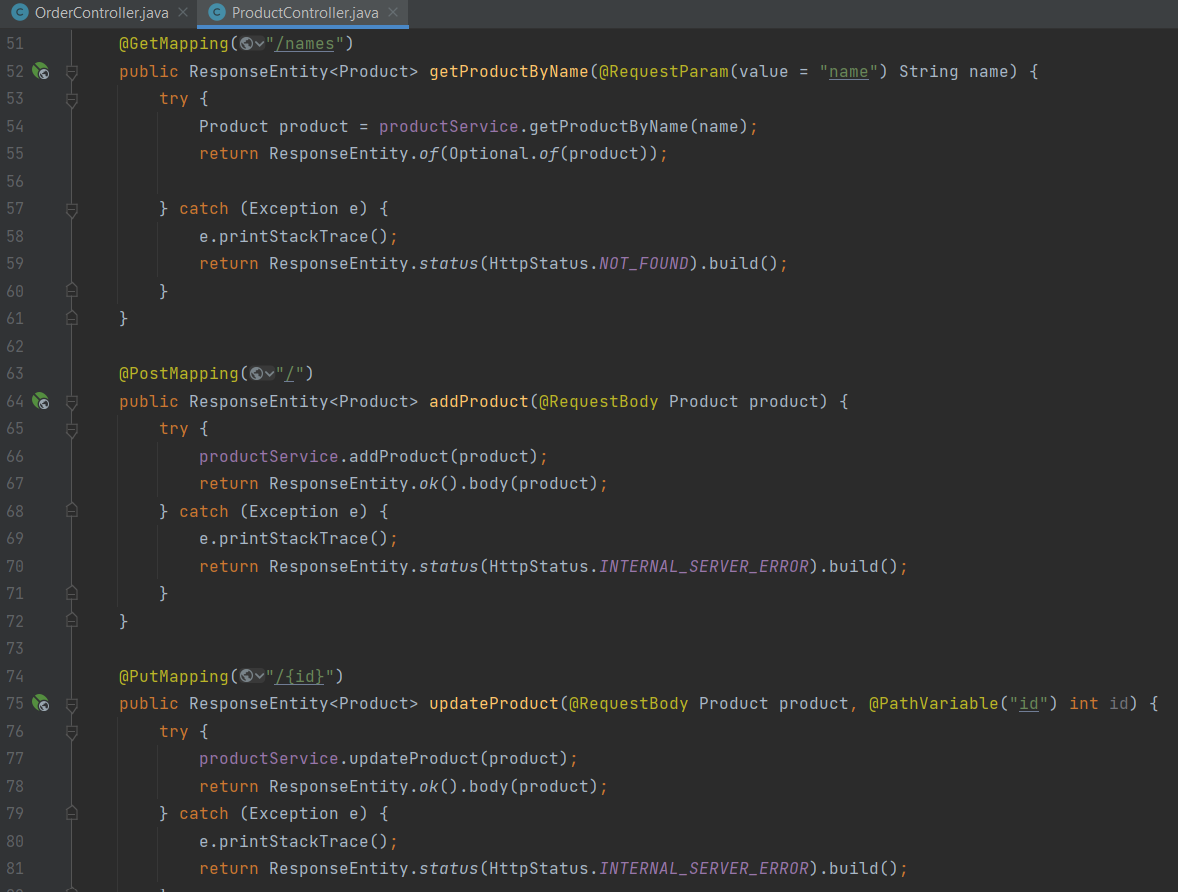 OrderController.java ProductController.java
51 @GetMapping("/names")
52 public ResponseEntity<Product> getProductByName(@RequestParam(value = "name") String name) {
53 try {
54 Product product = productService.getProductByName(name);
55 return ResponseEntity.of(Optional.of(product));
56
57 } catch (Exception e) {
58 e.printStackTrace();
59 return ResponseEntity.status(HttpStatus.NOT_FOUND).build();
60 }
61 }
62
63 @PostMapping("/")
64 public ResponseEntity<Product> addProduct(@RequestBody Product product) {
65 try {
66 productService.addProduct(product);
67 return ResponseEntity.ok().body(product);
68 } catch (Exception e) {
69 e.printStackTrace();
70 return ResponseEntity.status(HttpStatus.INTERNAL_SERVER_ERROR).build();
71 }
72 }
73
74 @PutMapping("/{id}")
75 public ResponseEntity<Product> updateProduct(@RequestBody Product product, @PathVariable("id") int id) {
76 try {
77 productService.updateProduct(product);
78 return ResponseEntity.ok().body(product);
79 } catch (Exception e) {
80 e.printStackTrace();
81 return ResponseEntity.status(HttpStatus.INTERNAL_SERVER_ERROR).build();